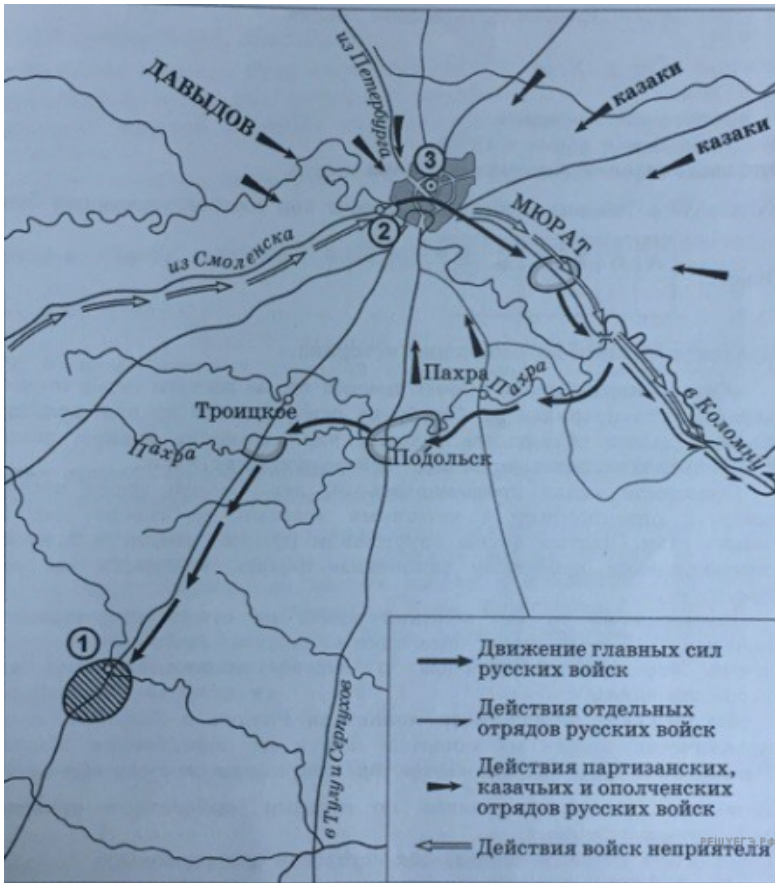 из Петербурга
ДАВЫДОВ
казаки
казаки
3
МЮРАТ
2
из Смоленска
Пахра
Пахра
в Коломну
Троицкое
Пахра
Подольск
1
в Тулу и Серпухов
Движение главных сил
русских войск
Действия отдельных
отрядов русских войск
Действия партизанских,
казачьих и ополченских
отрядов русских войск
Действия войск неприятеля
РЕШУЕГЭ.РФ